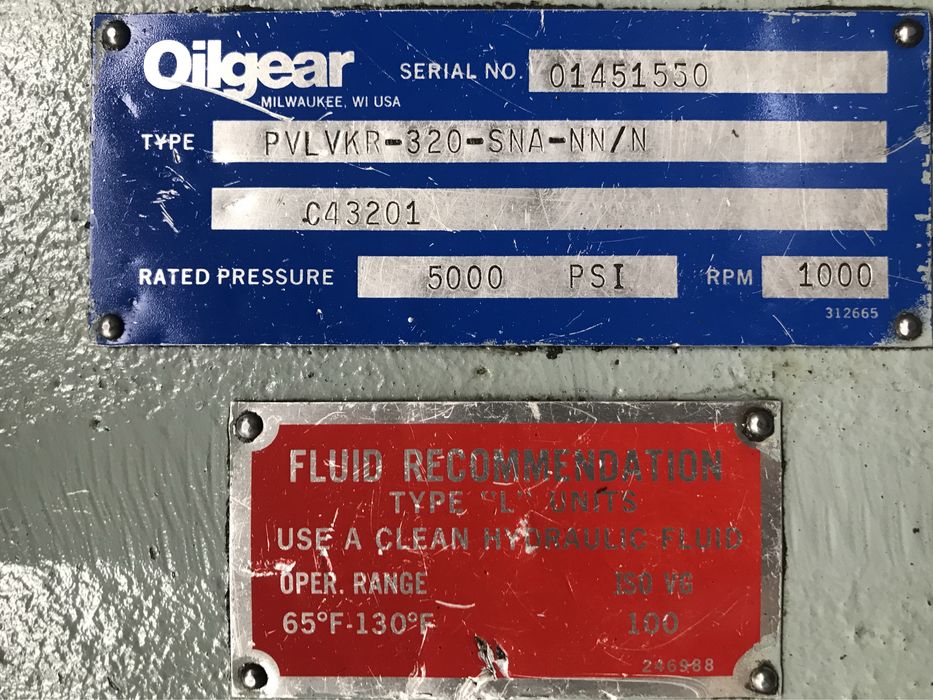 Oilgear
MILWAUKEE, WI USA
SERIAL NO. 01451550
TYPE PVLVKR-320-SNA-NN/N
C43201
RATED PRESSURE 5000 PSI RPM 1000
312665
FLUID RECOMMENDATION
TYPE "L" UNITS
USE A CLEAN HYDRAULIC FLUID
OPER. RANGE ISO VG
65°F-130°F 100
246988